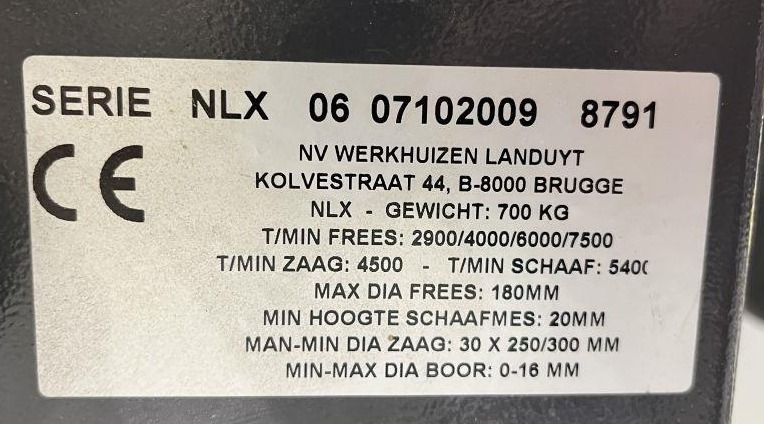 SERIE NLX 06 07102009 8791
CE
NV WERKHUIZEN LANDUYT
KOLVESTRAAT 44, B-8000 BRUGGE
NLX - GEWICHT: 700 KG
T/MIN FREES: 2900/4000/6000/7500
T/MIN ZAAG: 4500 - T/MIN SCHAAF: 5400
MAX DIA FREES: 180MM
MIN HOOGTE SCHAAFMES: 20MM
MAN-MIN DIA ZAAG: 30 X 250/300 MM
MIN-MAX DIA BOOR: 0-16 MM